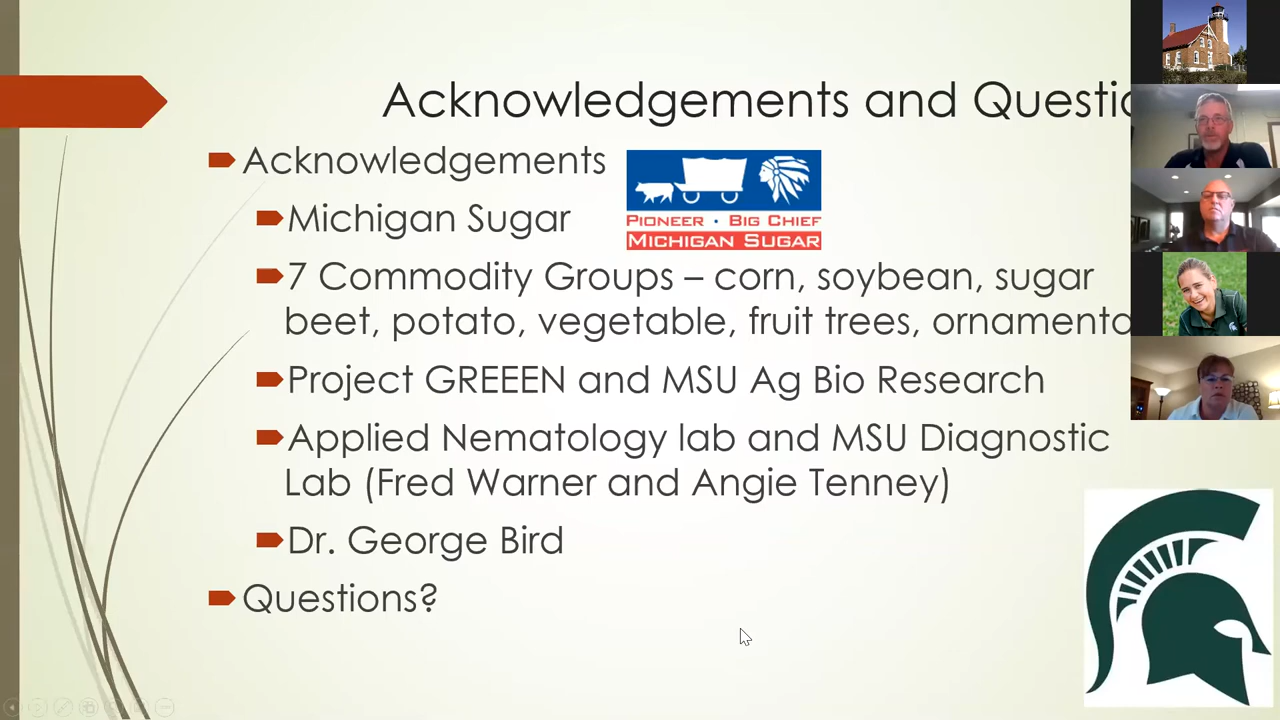 Acknowledgements and Questio
Acknowledgements
PIONEER · BIG CHIEF
MICHIGAN SUGAR
Michigan Sugar
7 Commodity Groups – corn, soybean, sugar
beet, potato, vegetable, fruit trees, ornamenta
Project GREEEN and MSU Ag Bio Research
Applied Nematology lab and MSU Diagnostic
Lab (Fred Warner and Angie Tenney)
Dr. George Bird
Questions?